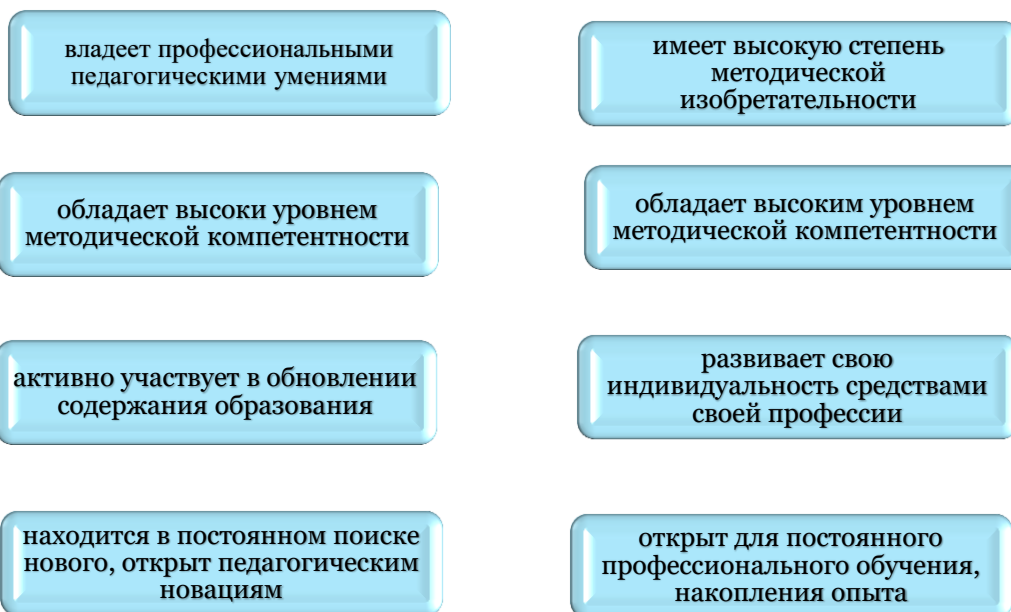 владеет профессиональными
педагогическими умениями
имеет высокую степень
методической
изобретательности
обладает высоки уровнем
методической компетентности
обладает высоким уровнем
методической компетентности
активно участвует в обновлении
содержания образования
развивает свою
индивидуальность средствами
своей профессии
находится в постоянном поиске
нового, открыт педагогическим
новациям
открыт для постоянного
профессионального обучения,
накопления опыта